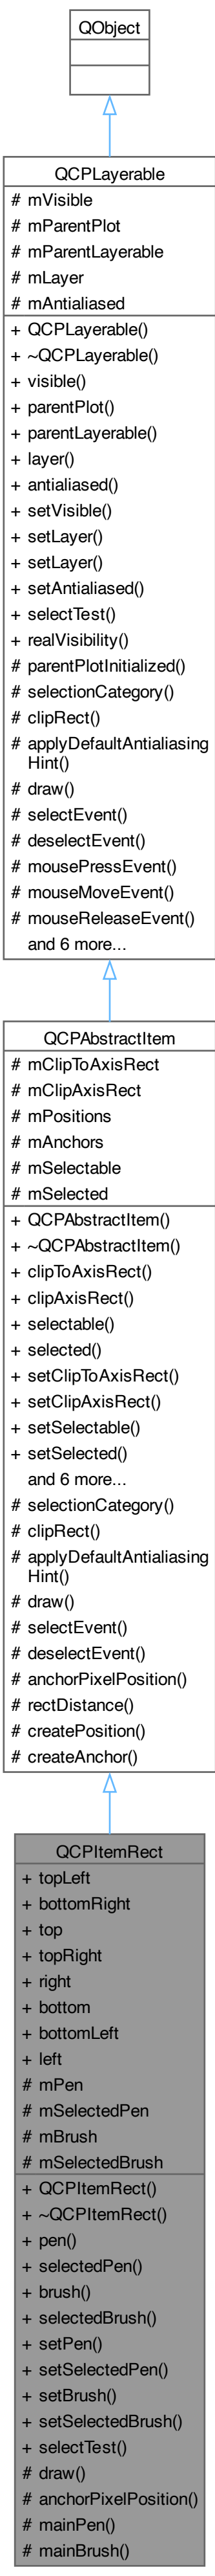 QObject
QCPLayerable
# mVisible
# mParentPlot
# mParentLayerable
# mLayer
# mAntialiased
+ QCPLayerable()
+ ~QCPLayerable()
+ visible()
+ parentPlot()
+ parentLayerable()
+ layer()
+ antialiased()
+ setVisible()
+ setLayer()
+ setLayer()
+ setAntialiased()
+ selectTest()
+ realVisibility()
# parentPlotInitialized()
# selectionCategory()
# clipRect()
# applyDefaultAntialiasing
Hint()
# draw()
# selectEvent()
# deselectEvent()
# mousePressEvent()
# mouseMoveEvent()
# mouseReleaseEvent()
and 6 more...
QCPAbstractItem
# mClipToAxisRect
# mClipAxisRect
# mPositions
# mAnchors
# mSelectable
# mSelected
+ QCPAbstractItem()
+ ~QCPAbstractItem()
+ clipToAxisRect()
+ clipAxisRect()
+ selectable()
+ selected()
+ setClipToAxisRect()
+ setClipAxisRect()
+ setSelectable()
+ setSelected()
and 6 more...
# selectionCategory()
# clipRect()
# applyDefaultAntialiasing
Hint()
# draw()
# selectEvent()
# deselectEvent()
# anchorPixelPosition()
# rectDistance()
# createPosition()
# createAnchor()
QCPItemRect
+ topLeft
+ bottomRight
+ top
+ topRight
+ right
+ bottom
+ bottomLeft
+ left
# mPen
# mSelectedPen
# mBrush
# mSelectedBrush
+ QCPItemRect()
+ ~QCPItemRect()
+ pen()
+ selectedPen()
+ brush()
+ selectedBrush()
+ setPen()
+ setSelectedPen()
+ setBrush()
+ setSelectedBrush()
+ selectTest()
# draw()
# anchorPixelPosition()
# mainPen()
# mainBrush()